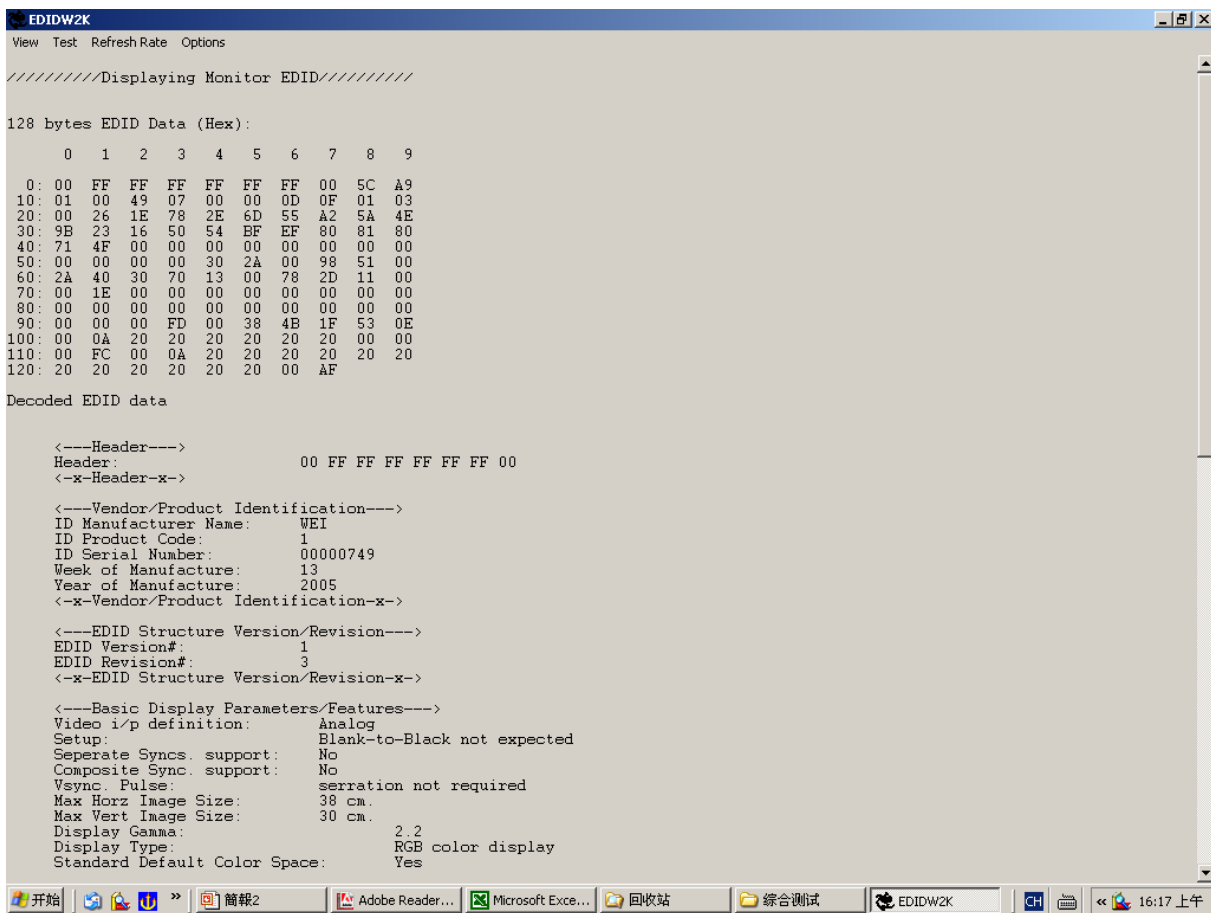 EDIDW2K
View Test Refresh Rate Options
//////////Displaying Monitor EDID//////////
128 bytes EDID Data (Hex):
0 1 2 3 4 5 6 7 8 9
0: 00 FF FF FF FF FF FF 00 5C A9
10: 01 00 49 07 00 00 0D 0F 01 03
20: 00 26 1E 78 2E 6D 55 A2 5A 4E
30: 9B 23 16 50 54 BF EF 80 81 80
40: 71 4F 00 00 00 00 00 00 00 00
50: 00 00 00 00 30 2A 00 98 51 00
60: 2A 40 30 70 13 00 78 2D 11 00
70: 00 1E 00 00 00 00 00 00 00 00
80: 00 00 00 00 00 00 00 00 00 00
90: 00 00 00 FD 00 38 4B 1F 53 0E
100: 00 0A 20 20 20 20 20 20 00 00
110: 00 FC 00 0A 20 20 20 20 20 20
120: 20 20 20 20 20 20 00 AF
Decoded EDID data
<---Header--->
Header: 00 FF FF FF FF FF FF 00
<-x-Header-x->
<---Vendor/Product Identification--->
ID Manufacturer Name: WEI
ID Product Code: 1
ID Serial Number: 00000749
Week of Manufacture: 13
Year of Manufacture: 2005
<-x-Vendor/Product Identification-x->
<---EDID Structure Version/Revision--->
EDID Version#: 1
EDID Revision#: 3
<-x-EDID Structure Version/Revision-x->
<---Basic Display Parameters/Features--->
Video i/p definition: Analog
Setup: Blank-to-Black not expected
Seperate Syncs. support: No
Composite Sync. support: No
Vsync. Pulse: serration not required
Max Horz Image Size: 38 cm.
Max Vert Image Size: 30 cm.
Display Gamma: 2.2
Display Type: RGB color display
Standard Default Color Space: Yes
开始 » 簡報2 Adobe Reader... Microsoft Exce... 回收站 综合测试 EDIDW2K CH « 16:17 上午